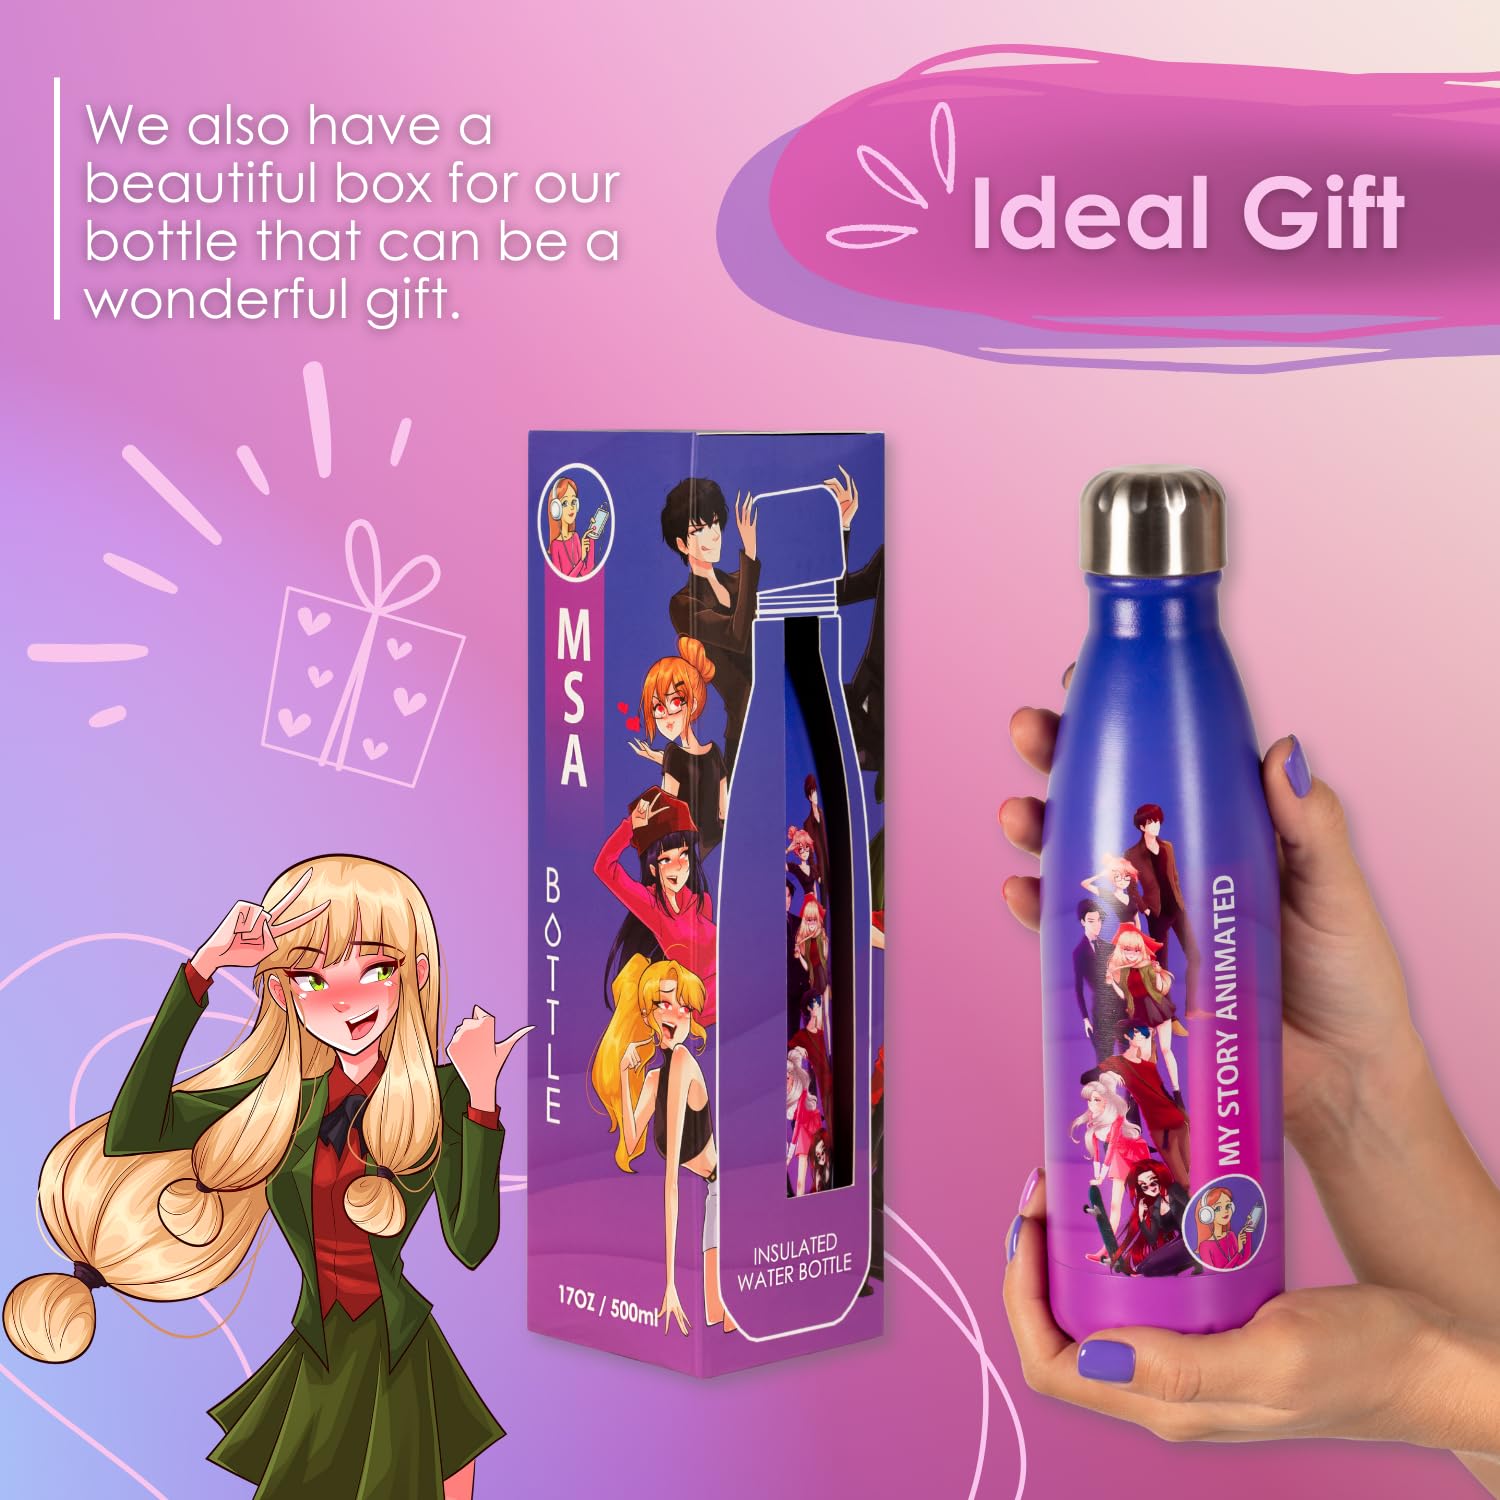 We also have a
beautiful box for our
bottle that can be a
wonderful gift.
Ideal Gift
MSA
BOTTLE
17OZ / 500ml
INSULATED
WATER BOTTLE
MY STORY ANIMATED